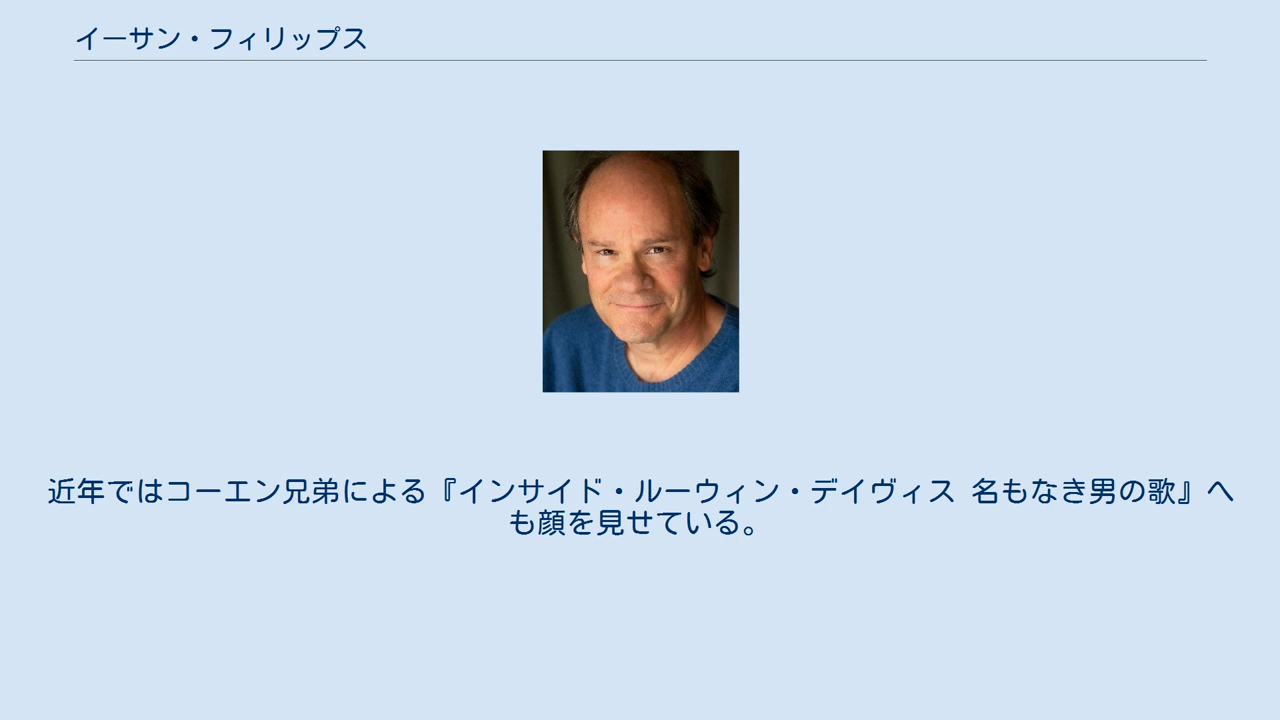 イーサン・フィリップス
近年ではコーエン兄弟による『インサイド・ルーウィン・デイヴィス 名もなき男の歌』へ
も顔を見せている。